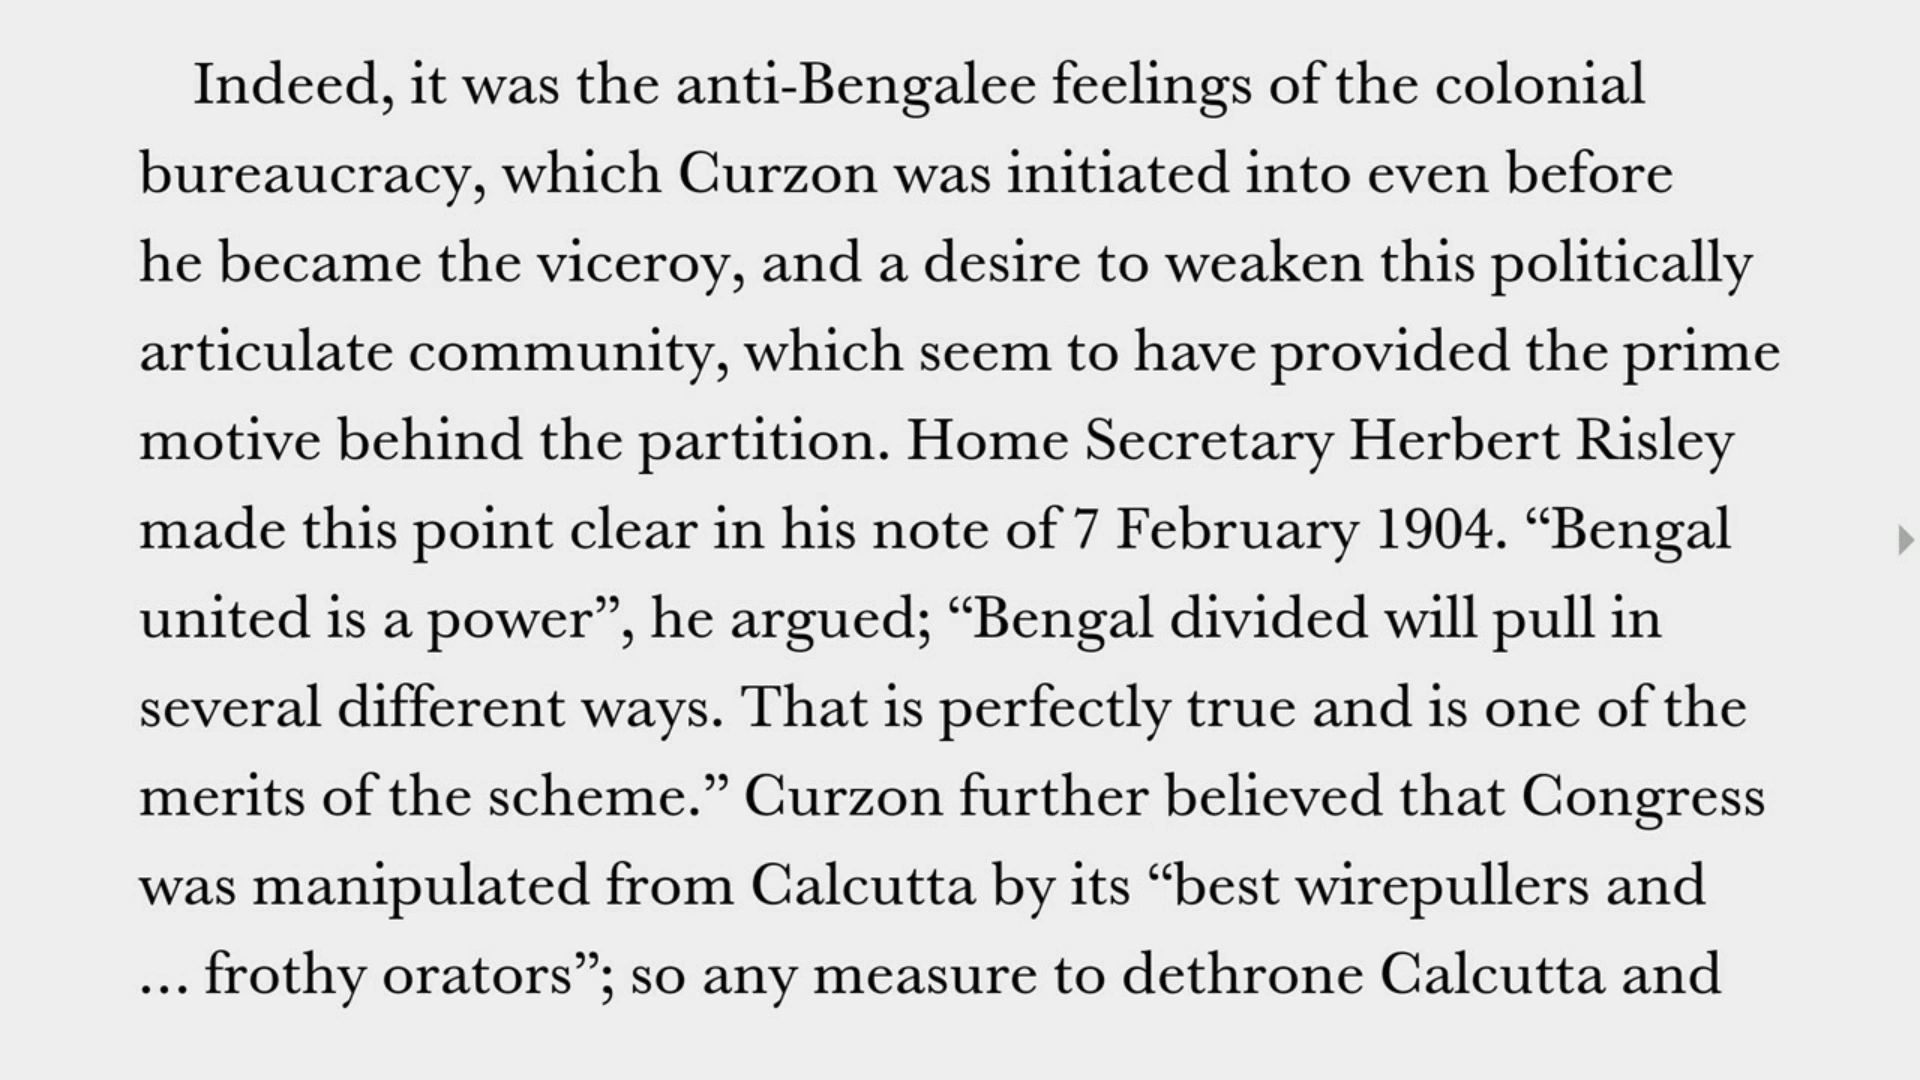 Indeed, it was the anti-Bengalee feelings of the colonial
bureaucracy, which Curzon was initiated into even before
he became the viceroy, and a desire to weaken this politically
articulate community, which seem to have provided the prime
motive behind the partition. Home Secretary Herbert Risley
made this point clear in his note of 7 February 1904. “Bengal
united is a power”, he argued; “Bengal divided will pull in
several different ways. That is perfectly true and is one of the
merits of the scheme.” Curzon further believed that Congress
was manipulated from Calcutta by its “best wirepullers and
... frothy orators”; so any measure to dethrone Calcutta and